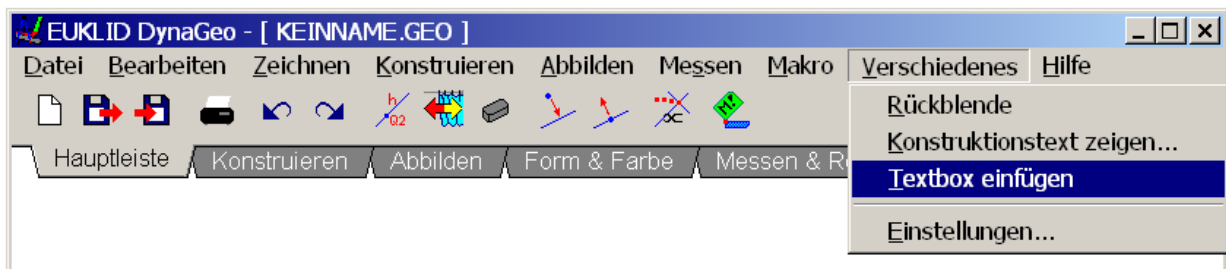 EUKLID DynaGeo - [ KEINNAME.GEO ]
Datei Bearbeiten Zeichnen Konstruieren Abbilden Messen Makro Verschiedenes Hilfe
Rückblende
Konstruktionstext zeigen...
Textbox einfügen
Einstellungen...
Hauptleiste Konstruieren Abbilden Form & Farbe Messen & R